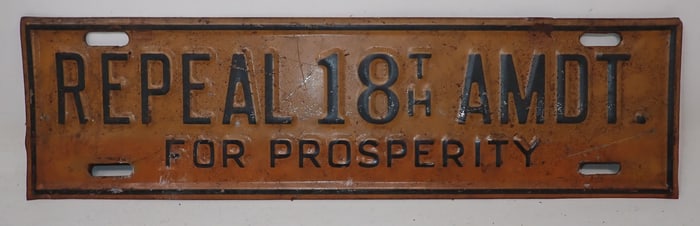 REPEAL 18TH AMDT.
FOR PROSPERITY